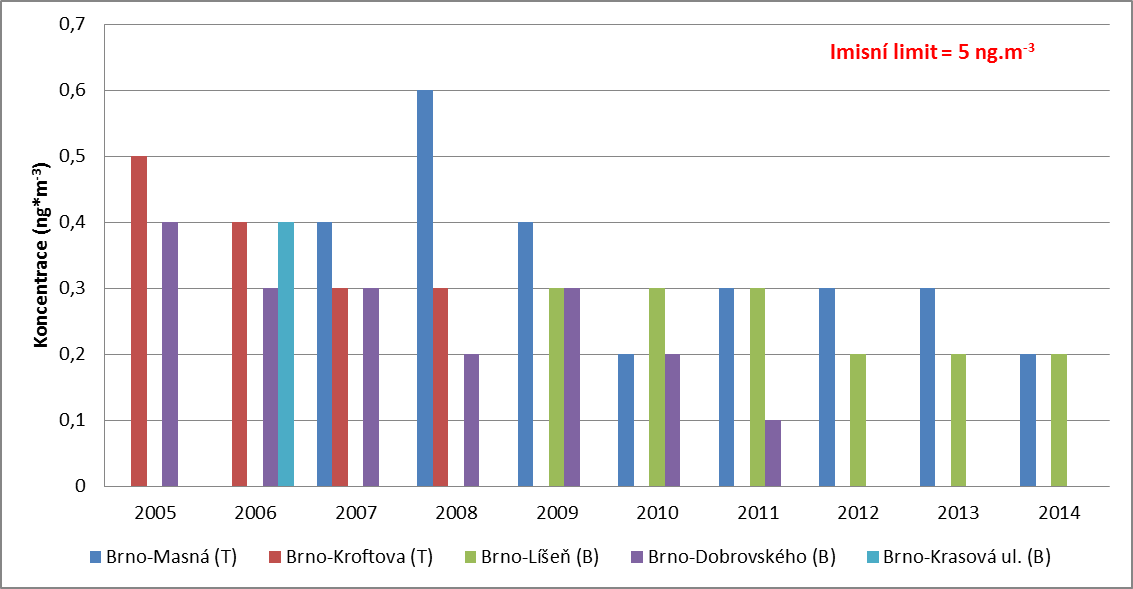 0,7
Imisní limit = 5 ng.m-3
0,6
0,5
0,4
0,3
0,2
0,1
0
Koncentrace (ng*m-3)
2005 2006 2007 2008 2009 2010 2011 2012 2013 2014
Brno-Masná (T) Brno-Kroftova (T) Brno-Líšeň (B) Brno-Dobrovského (B) Brno-Krasová ul. (B)